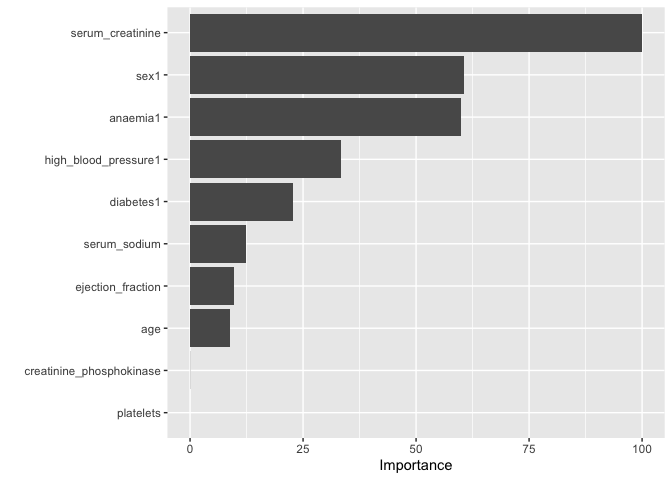 serum_creatinine
sex1
anaemia1
high_blood_pressure1
diabetes1
serum_sodium
ejection_fraction
age
creatinine_phosphokinase
platelets
0 25 50 75 100
Importance